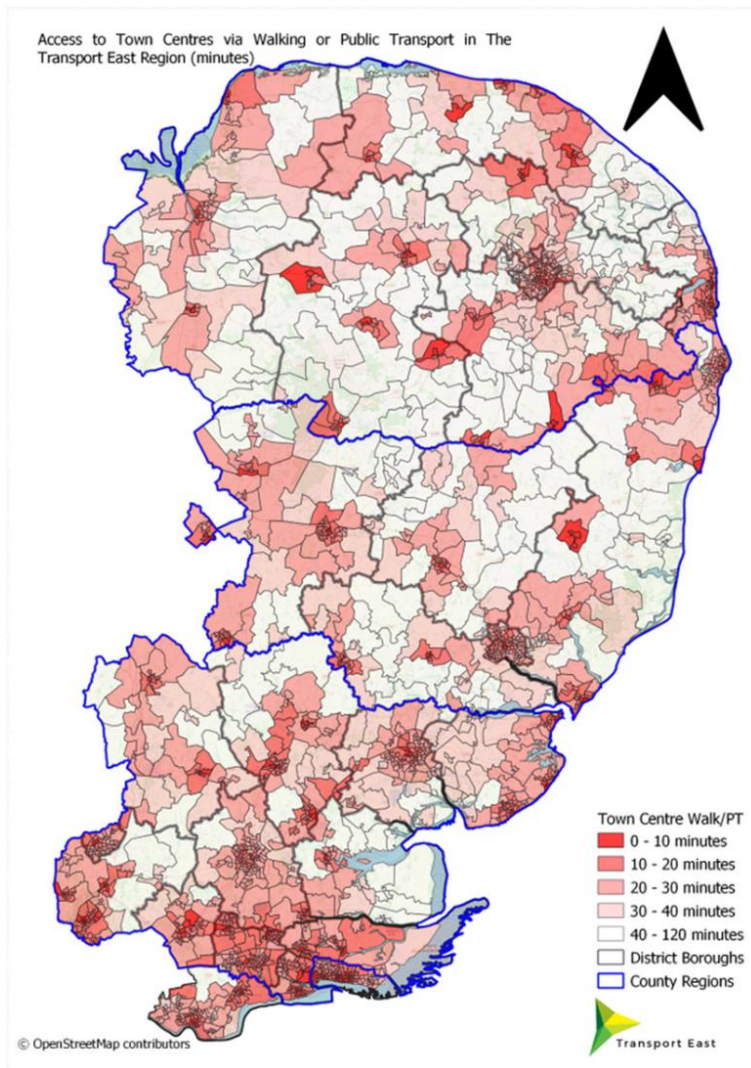 Access to Town Centres via Walking or Public Transport in The
Transport East Region (minutes)
Town Centre Walk/PT
0 - 10 minutes
10 - 20 minutes
20 - 30 minutes
30 - 40 minutes
40 - 120 minutes
District Boroughs
County Regions
Transport East
© OpenStreetMap contributors